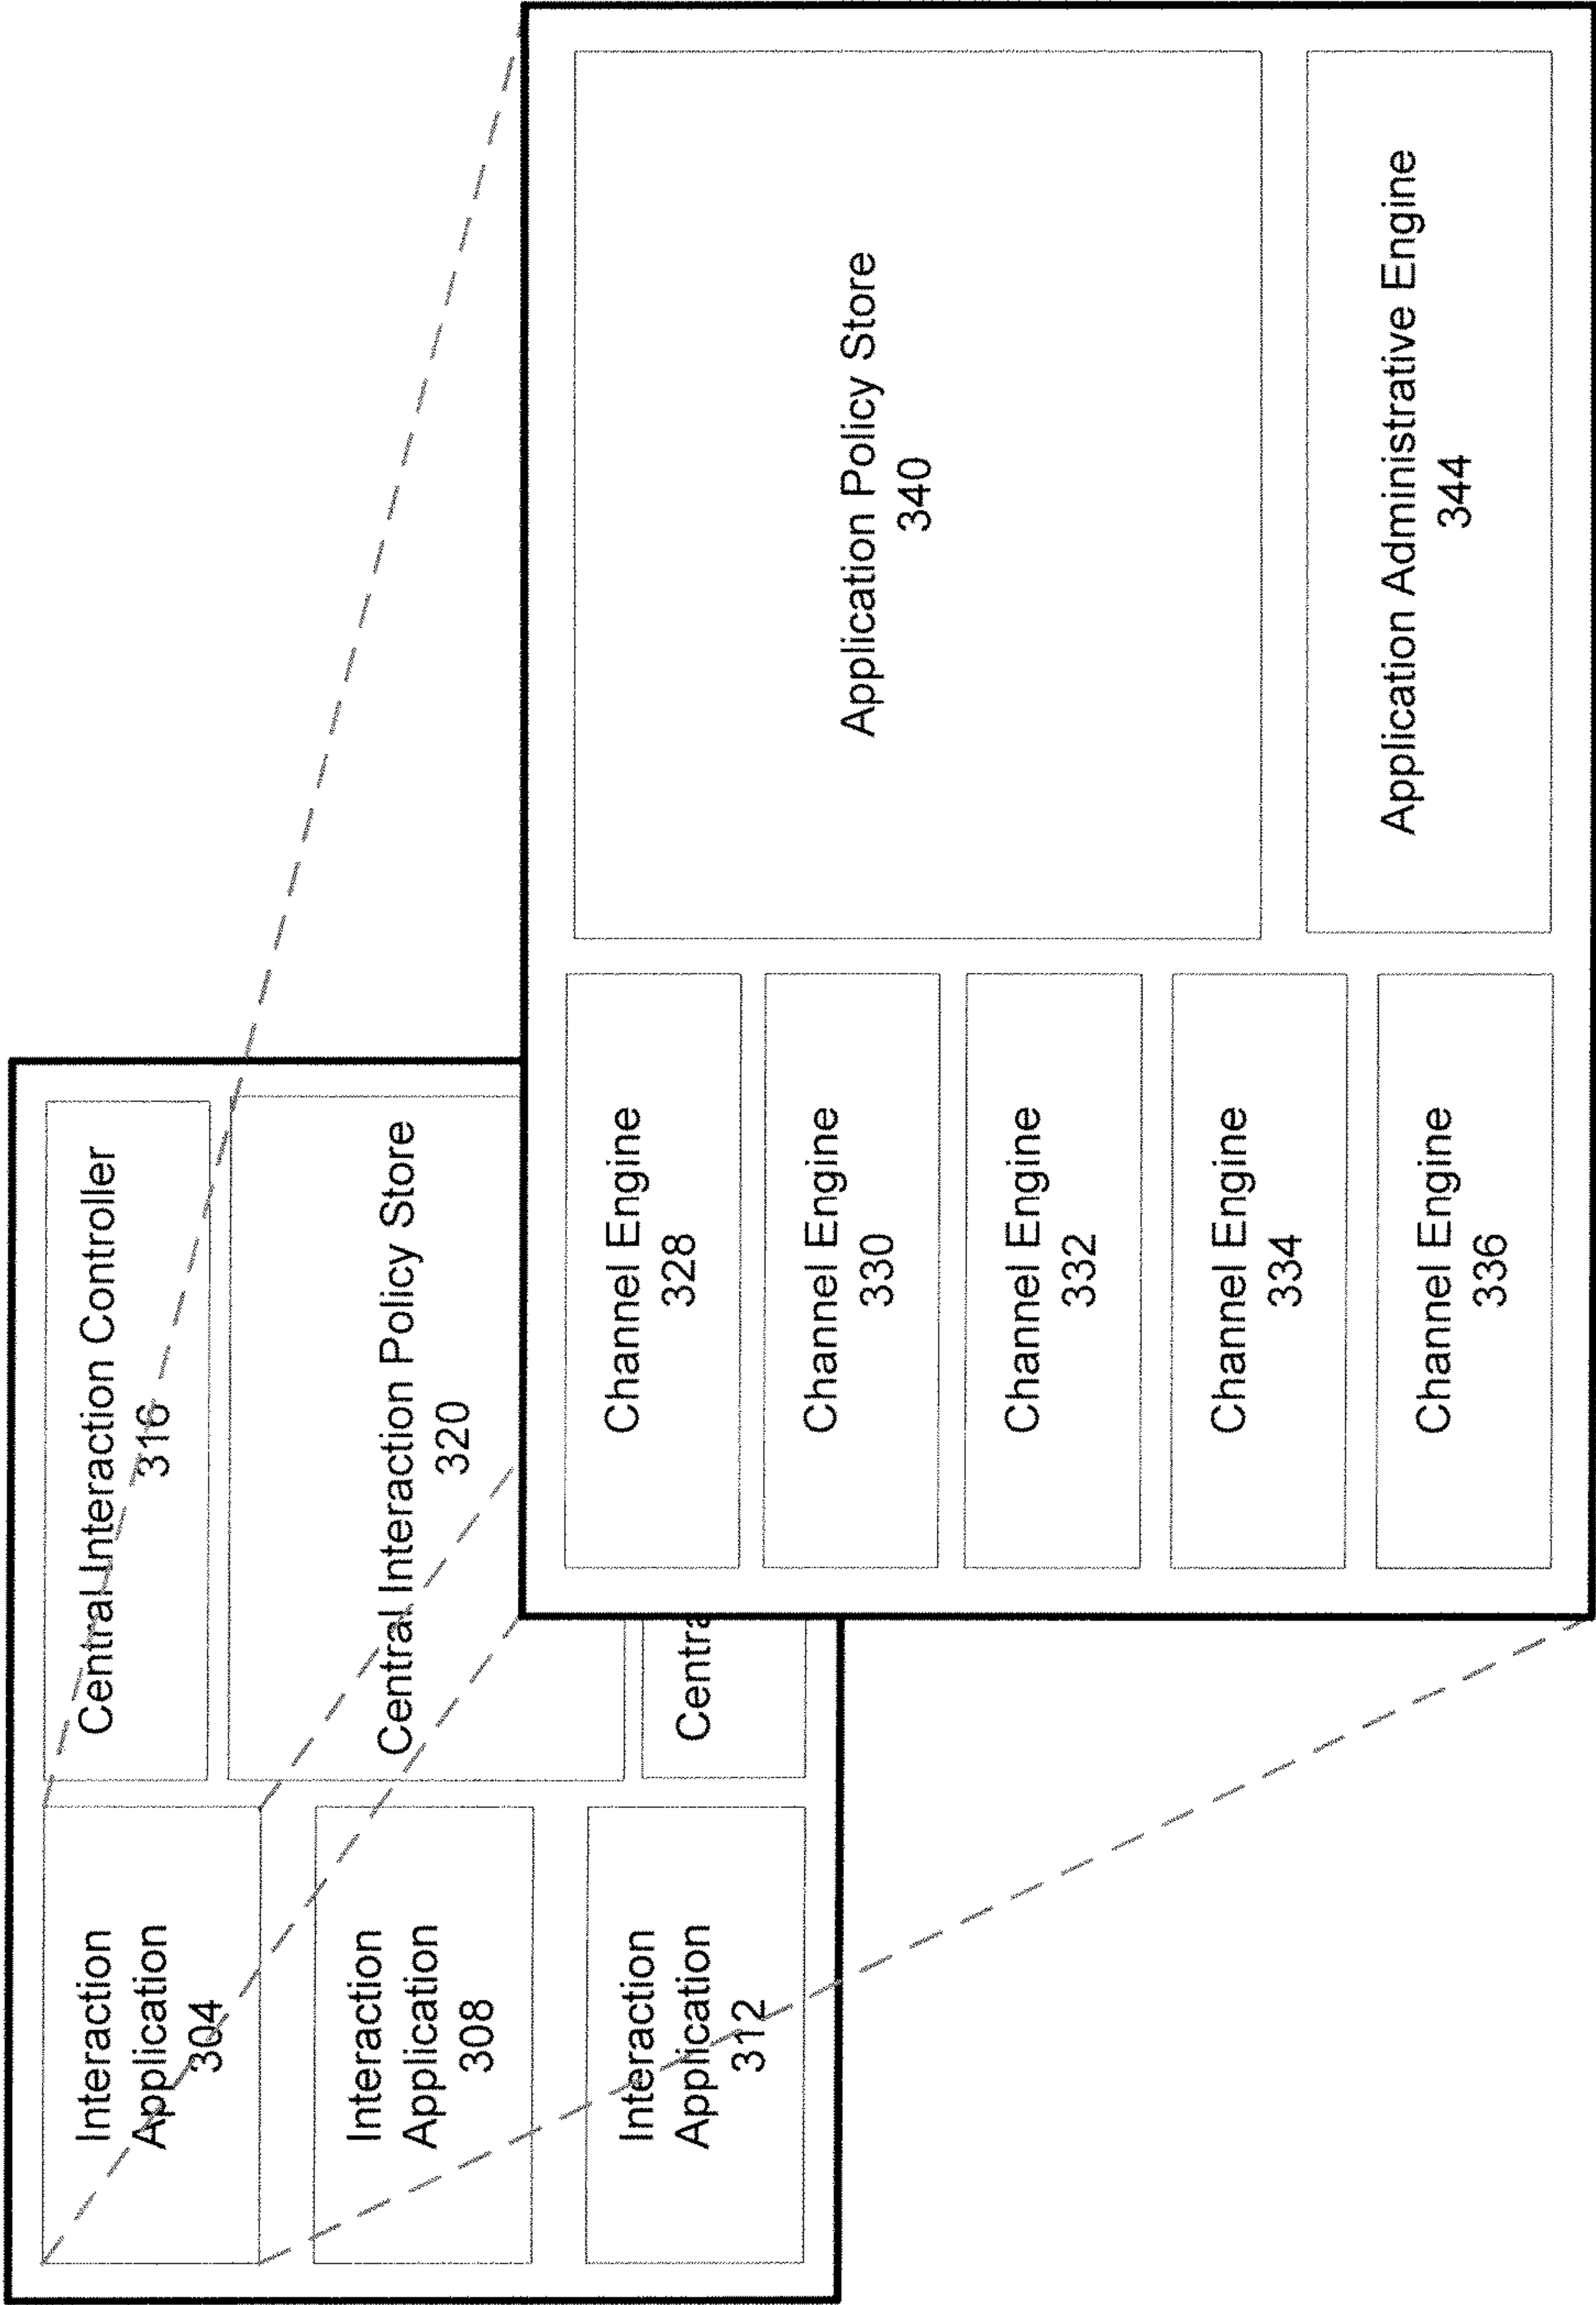 Interaction
Application
304
Interaction
Application
308
Interaction
Application
312
Central Interaction Controller
316
Central Interaction Policy Store
320
Channel Engine
328
Channel Engine
330
Channel Engine
332
Channel Engine
334
Channel Engine
336
Application Policy Store
340
Application Administrative Engine
344